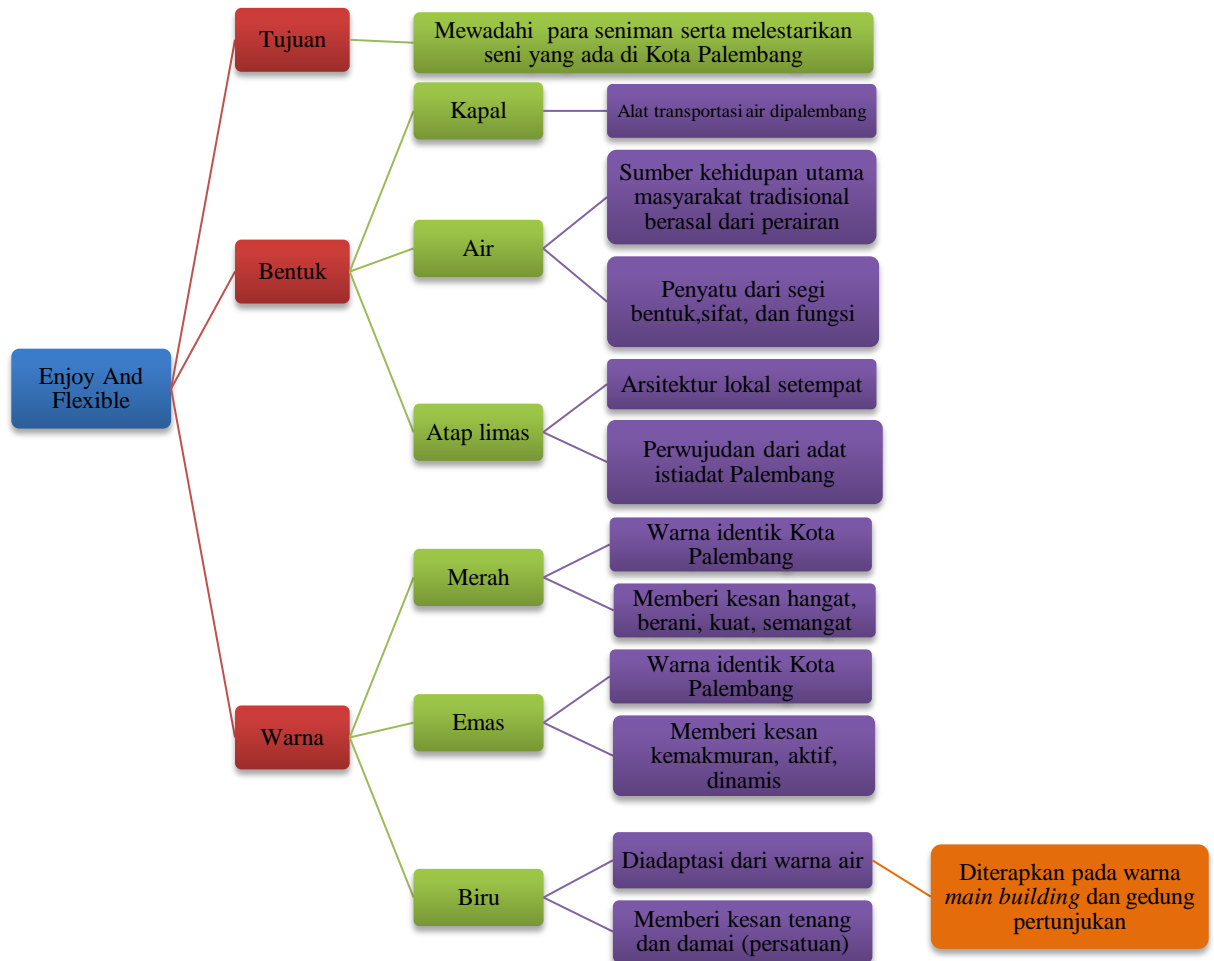 Tujuan
Mewadahi para seniman serta melestarikan
seni yang ada di Kota Palembang
Kapal
Alat transportasi air dipalembang
Sumber kehidupan utama
masyarakat tradisional
berasal dari perairan
Bentuk
Air
Penyatu dari segi
bentuk,sifat, dan fungsi
Enjoy And
Flexible
Arsitektur lokal setempat
Atap limas
Perwujudan dari adat
istiadat Palembang
Warna identik Kota
Palembang
Merah
Memberi kesan hangat,
berani, kuat, semangat
Warna identik Kota
Palembang
Warna
Emas
Memberi kesan
kemakmuran, aktif,
dinamis
Diadaptasi dari warna air
Diterapkan pada warna
main building dan gedung
pertunjukan
Biru
Memberi kesan tenang
dan damai (persatuan)